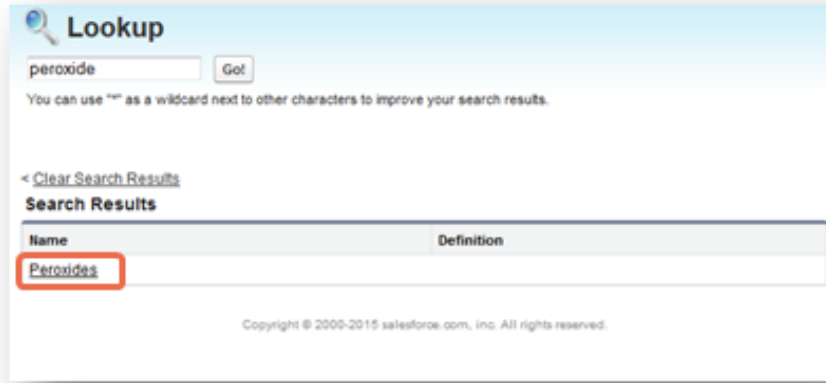 Lookup
peroxide Go!
You can use "*" as a wildcard next to other characters to improve your search results.
< Clear Search Results
Search Results
Name Definition
Peroxides
Copyright © 2000-2015 salesforce.com, inc. All rights reserved.